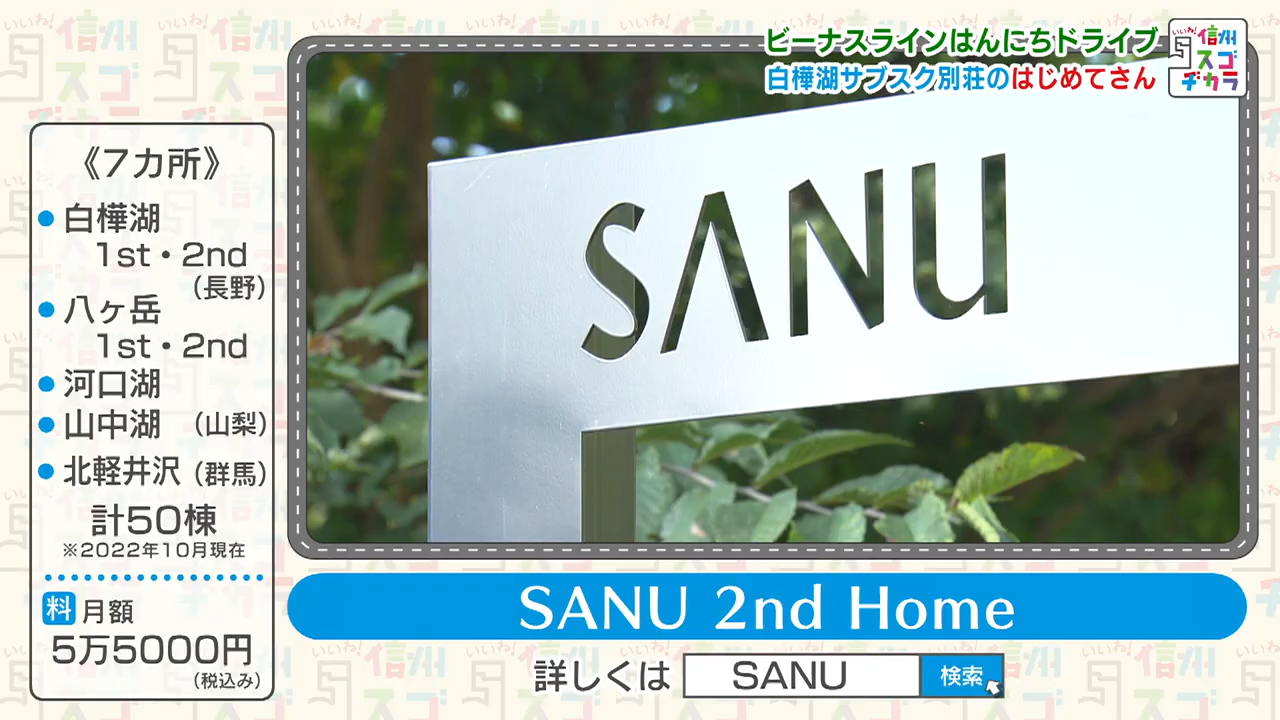 ビーナスラインはんにちドライブ
白樺湖サブスク別荘のはじめてさん
いいね!
信州
スゴ
ヂカラ
《7カ所》
● 白樺湖
1st・2nd
(長野)
● 八ヶ岳
1st・2nd
● 河口湖
● 山中湖 (山梨)
● 北軽井沢 (群馬)
計50棟
※2022年10月現在
料 月額
5万5000円
(税込み)
SANU
SANU 2nd Home
詳しくは SANU 検索